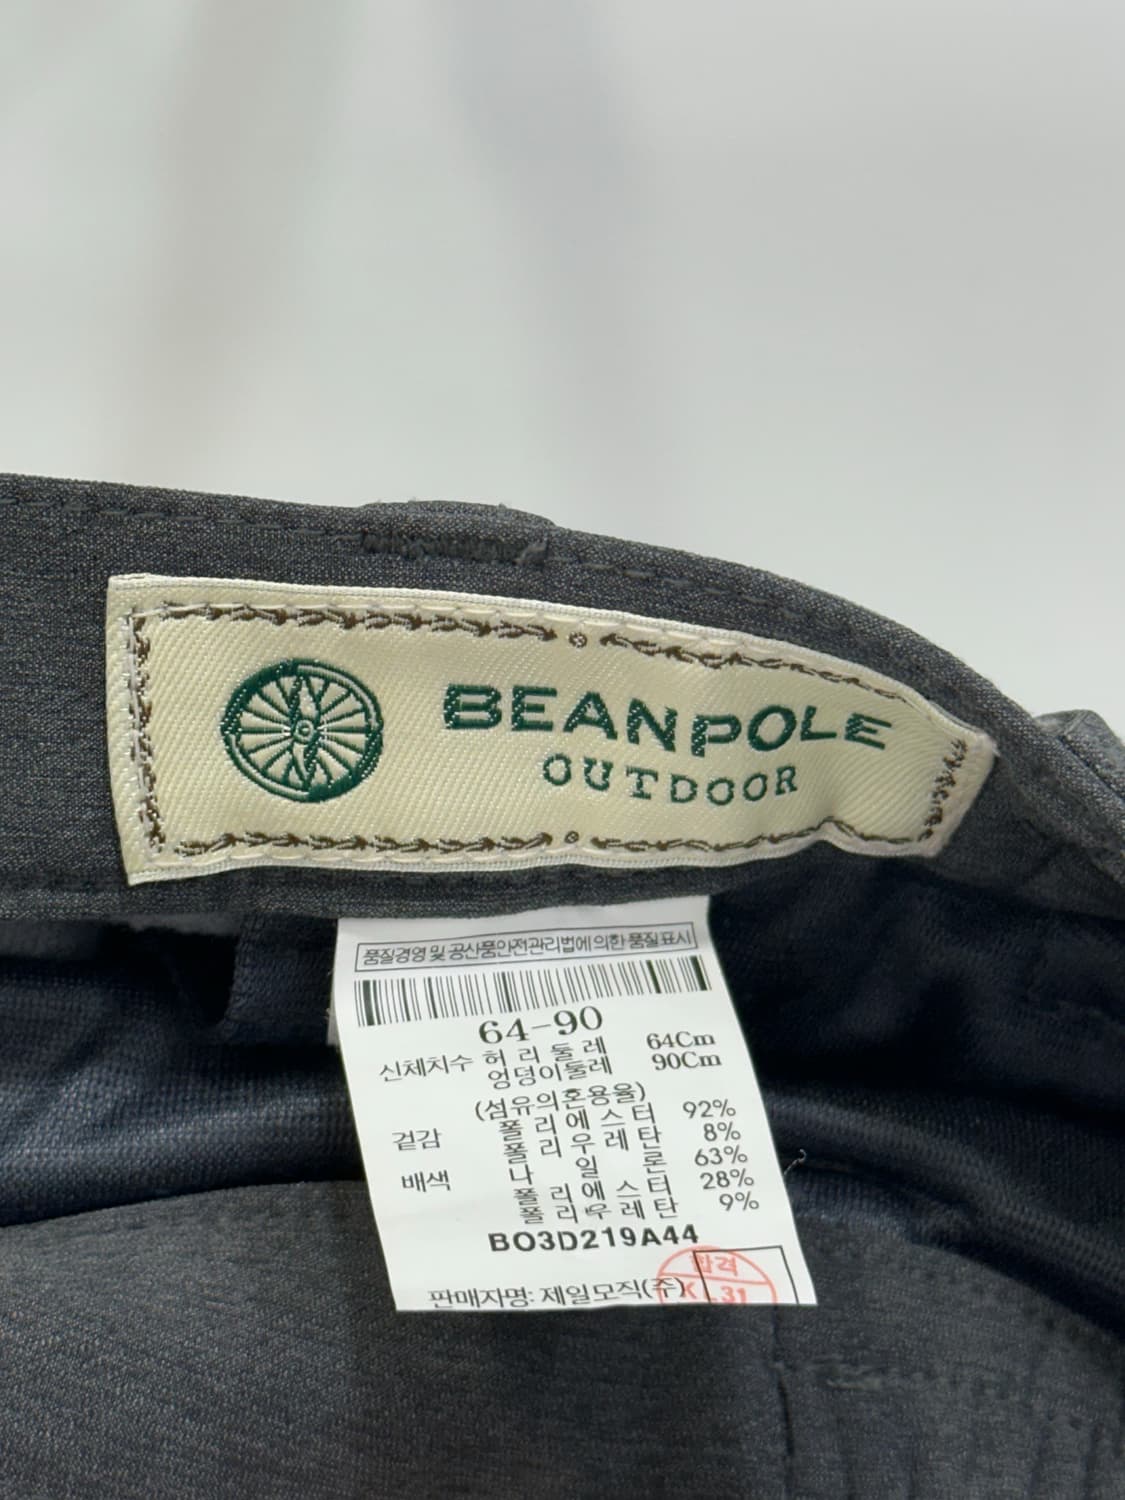 BEANPOLE
OUTDOOR
품질경영 및 공산품안전관리법에 의한 품질표시
64-90
신체치수 허리둘레 64Cm
엉덩이둘레 90Cm
(섬유의혼용율)
겉감 폴리에스터 92%
폴리우레탄 8%
배색 나일론 63%
폴리에스터 28%
폴리우레탄 9%
BO3D219A44
판매자명: 제일모직(주)
합격
31